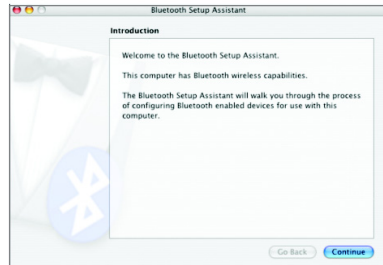 Bluetooth Setup Assistant
Introduction
Welcome to the Bluetooth Setup Assistant.
This computer has Bluetooth wireless capabilities.
The Bluetooth Setup Assistant will walk you through the process
of configuring Bluetooth enabled devices for use with this
computer.
Go Back
Continue